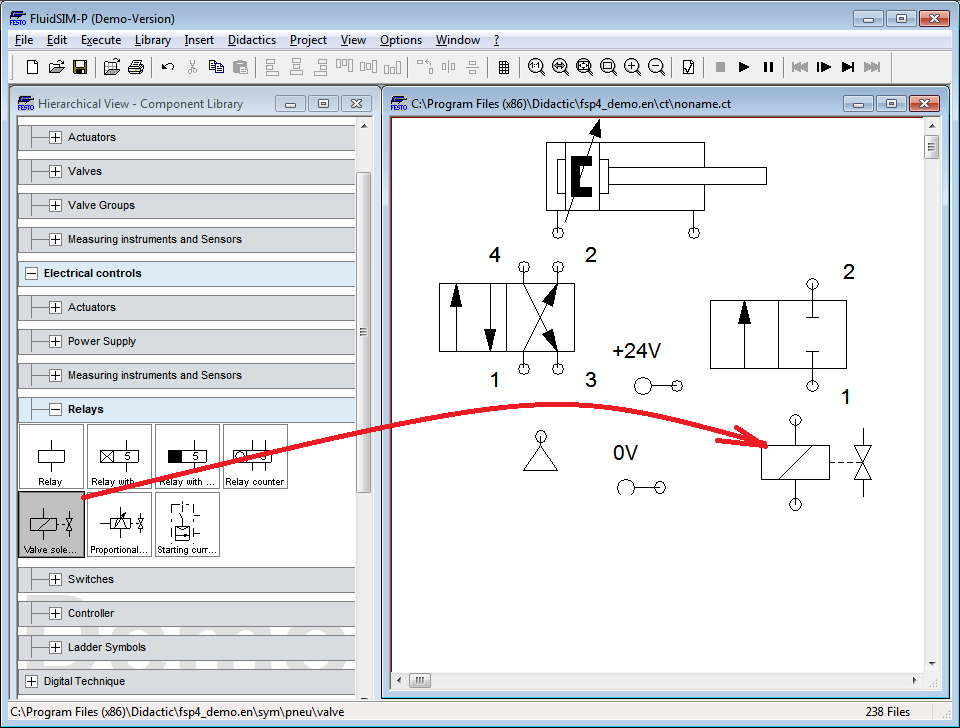 FESTO FluidSIM-P (Demo-Version)
File Edit Execute Library Insert Didactics Project View Options Window ?
FESTO Hierarchical View - Component Library
Actuators
Valves
Valve Groups
Measuring instruments and Sensors
Electrical controls
Actuators
Power Supply
Measuring instruments and Sensors
Relays
5 5 5
Relay Relay with... Relay with ... Relay counter
Valve sole... Proportional... Starting curr...
Switches
Controller
Ladder Symbols
Digital Technique
Demo
FESTO C:\Program Files (x86)\Didactic\fsp4_demo.en\ct\noname.ct
4 2
2
1 3
+24V
1
0V
C:\Program Files (x86)\Didactic\fsp4_demo.en\sym\pneu\valve 238 Files